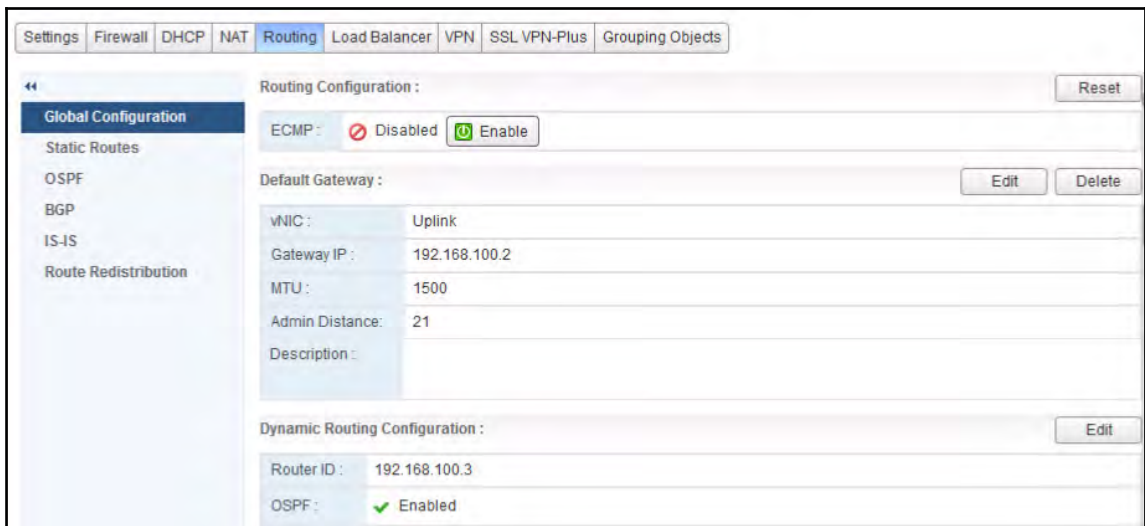 Settings Firewall DHCP NAT Routing Load Balancer VPN SSL VPN-Plus Grouping Objects
Global Configuration
Static Routes
OSPF
BGP
IS-IS
Route Redistribution
Routing Configuration : Reset
ECMP : Disabled Enable
Default Gateway : Edit Delete
vNIC : Uplink
Gateway IP : 192.168.100.2
MTU : 1500
Admin Distance: 21
Description :
Dynamic Routing Configuration : Edit
Router ID : 192.168.100.3
OSPF : Enabled